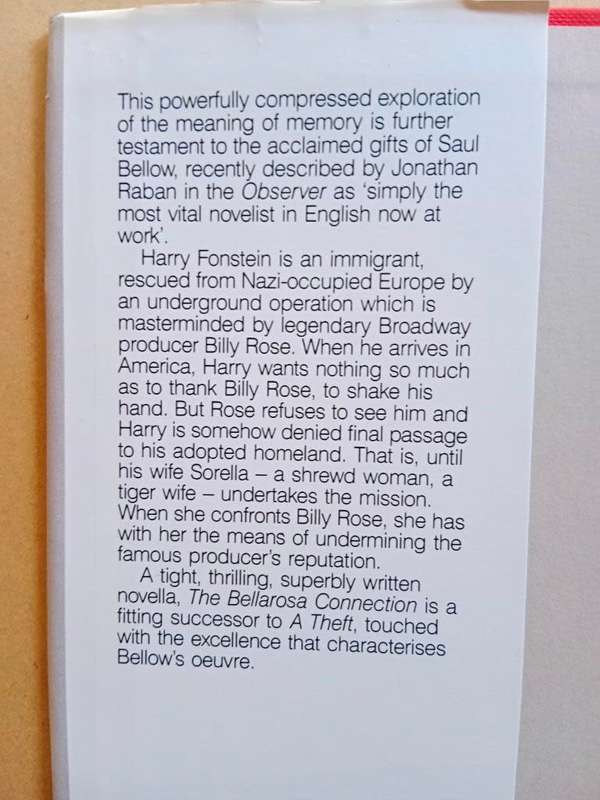 This powerfully compressed exploration
of the meaning of memory is further
testament to the acclaimed gifts of Saul
Bellow, recently described by Jonathan
Raban in the Observer as ‘simply the
most vital novelist in English now at
work’.
Harry Fonstein is an immigrant,
rescued from Nazi-occupied Europe by
an underground operation which is
masterminded by legendary Broadway
producer Billy Rose. When he arrives in
America, Harry wants nothing so much
as to thank Billy Rose, to shake his
hand. But Rose refuses to see him and
Harry is somehow denied final passage
to his adopted homeland. That is, until
his wife Sorella – a shrewd woman, a
tiger wife – undertakes the mission.
When she confronts Billy Rose, she has
with her the means of undermining the
famous producer’s reputation.
A tight, thrilling, superbly written
novella, The Bellarosa Connection is a
fitting successor to A Theft, touched
with the excellence that characterises
Bellow’s oeuvre.